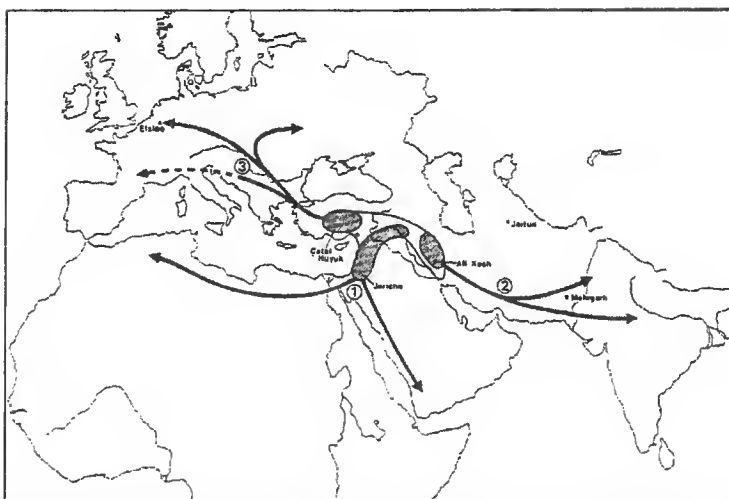 Elsloo
③
Jeitun
Catal
Huyuk
Ali Kosh
②
Mehrgarh
①
Jericho